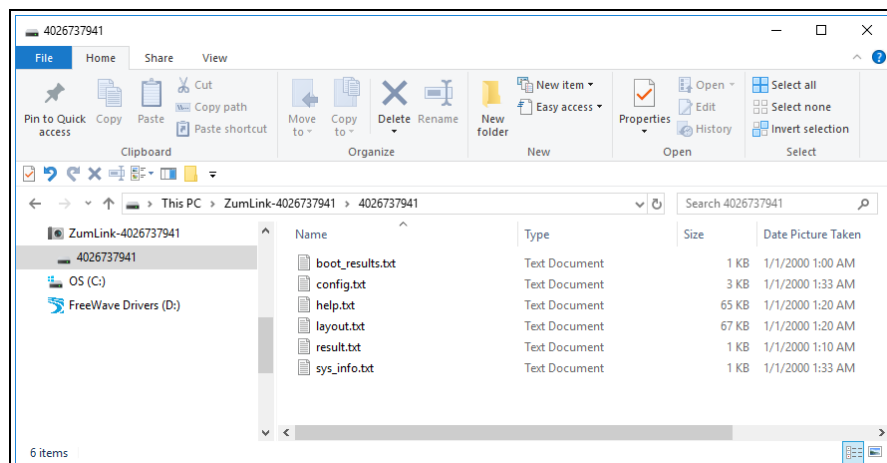 4026737941
File Home Share View
Pin to Quick access
Copy
Paste
Cut
Copy path
Paste shortcut
Clipboard
Move to
Copy to
Delete
Rename
Organize
New folder
New item
Easy access
New
Properties
Open
Edit
History
Open
Select all
Select none
Invert selection
Select
This PC > ZumLink-4026737941 > 4026737941
Search 4026737941
ZumLink-4026737941
4026737941
OS (C:)
FreeWave Drivers (D:)
Name Type Size Date Picture Taken
boot_results.txt Text Document 1 KB 1/1/2000 1:00 AM
config.txt Text Document 3 KB 1/1/2000 1:33 AM
help.txt Text Document 65 KB 1/1/2000 1:20 AM
layout.txt Text Document 67 KB 1/1/2000 1:20 AM
result.txt Text Document 1 KB 1/1/2000 1:10 AM
sys_info.txt Text Document 1 KB 1/1/2000 1:33 AM
6 items